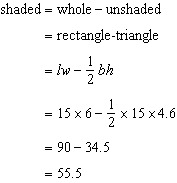 shaded = whole − unshaded
= rectangle-triangle
= lw − 1/2 bh
= 15 × 6 − 1/2 × 15 × 4.6
= 90 − 34.5
= 55.5